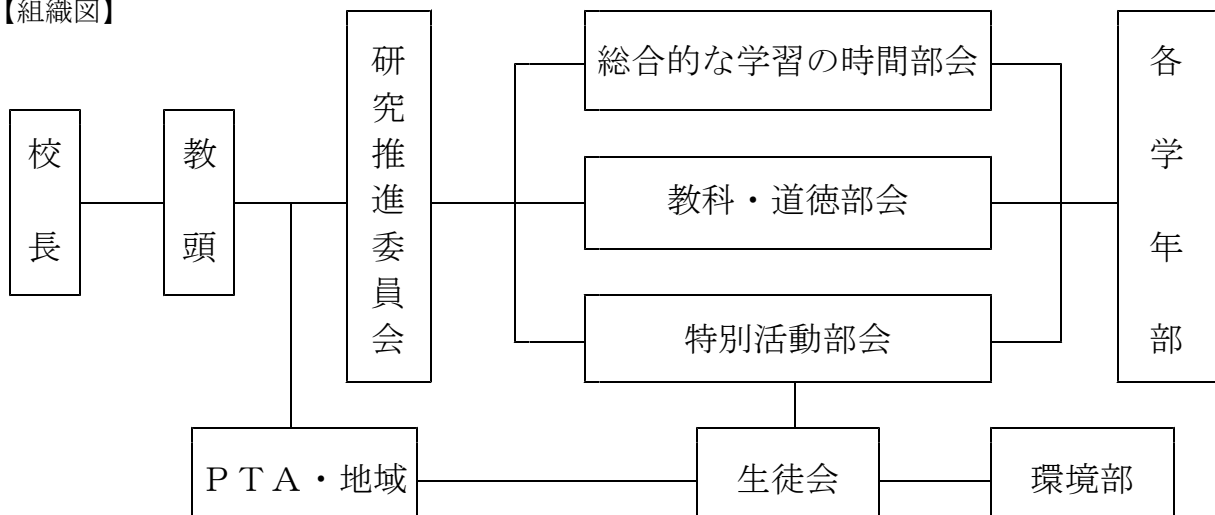 【組織図】
校長
教頭
研究推進委員会
総合的な学習の時間部会
教科・道徳部会
特別活動部会
各学年部
ＰＴＡ・地域
生徒会
環境部